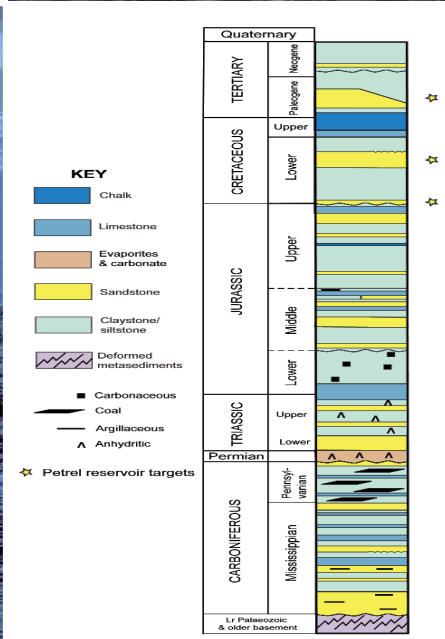 Quaternary
TERTIARY
Neogene
Paleogene
CRETACEOUS
Upper
Lower
JURASSIC
Upper
Middle
Lower
TRIASSIC
Upper
Lower
Permian
CARBONIFEROUS
Pennsyl-
vanian
Mississippian
Lr Palaeozoic
& older basement
KEY
Chalk
Limestone
Evaporites
& carbonate
Sandstone
Claystone/
siltstone
Deformed
metasediments
Carbonaceous
Coal
Argillaceous
Anhydritic
Petrel reservoir targets